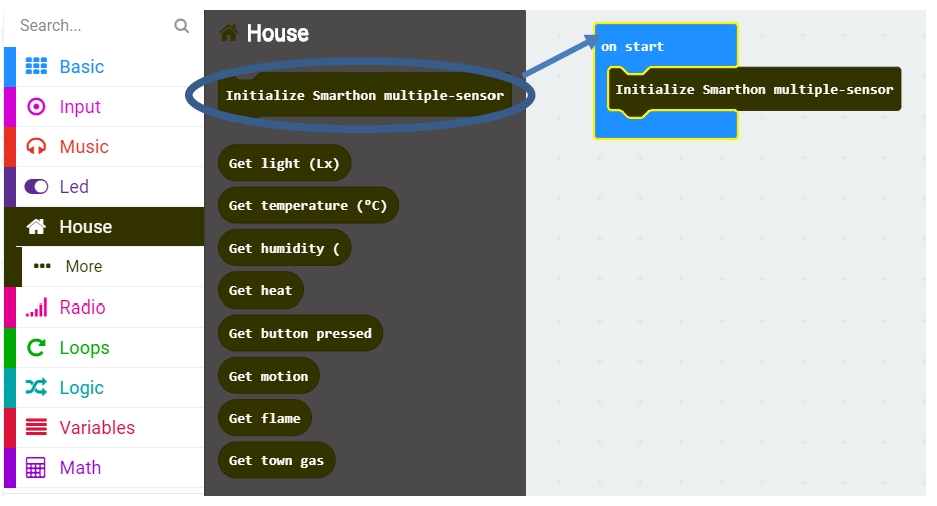 Search...
Basic
Input
Music
Led
House
More
Radio
Loops
Logic
Variables
Math
House
Initialize Smarthon multiple-sensor
Get light (Lx)
Get temperature (ºC)
Get humidity (
Get heat
Get button pressed
Get motion
Get flame
Get town gas
on start
Initialize Smarthon multiple-sensor